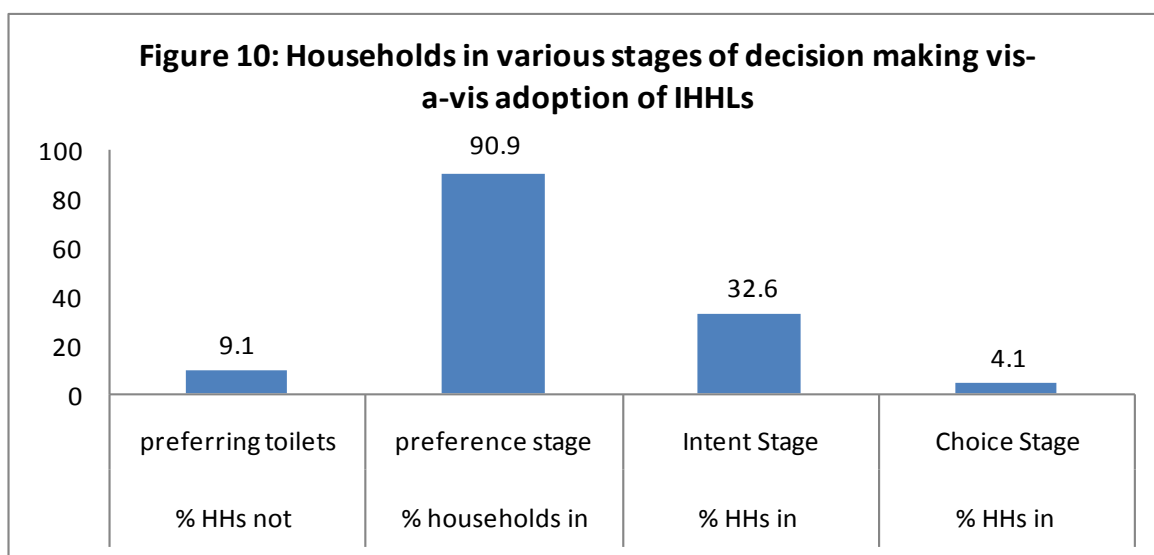 Figure 10: Households in various stages of decision making vis-
a-vis adoption of IHHLs
100
80
60
40
20
0
9.1
90.9
32.6
4.1
preferring toilets
preference stage
Intent Stage
Choice Stage
% HHs not
% households in
% HHs in
% HHs in